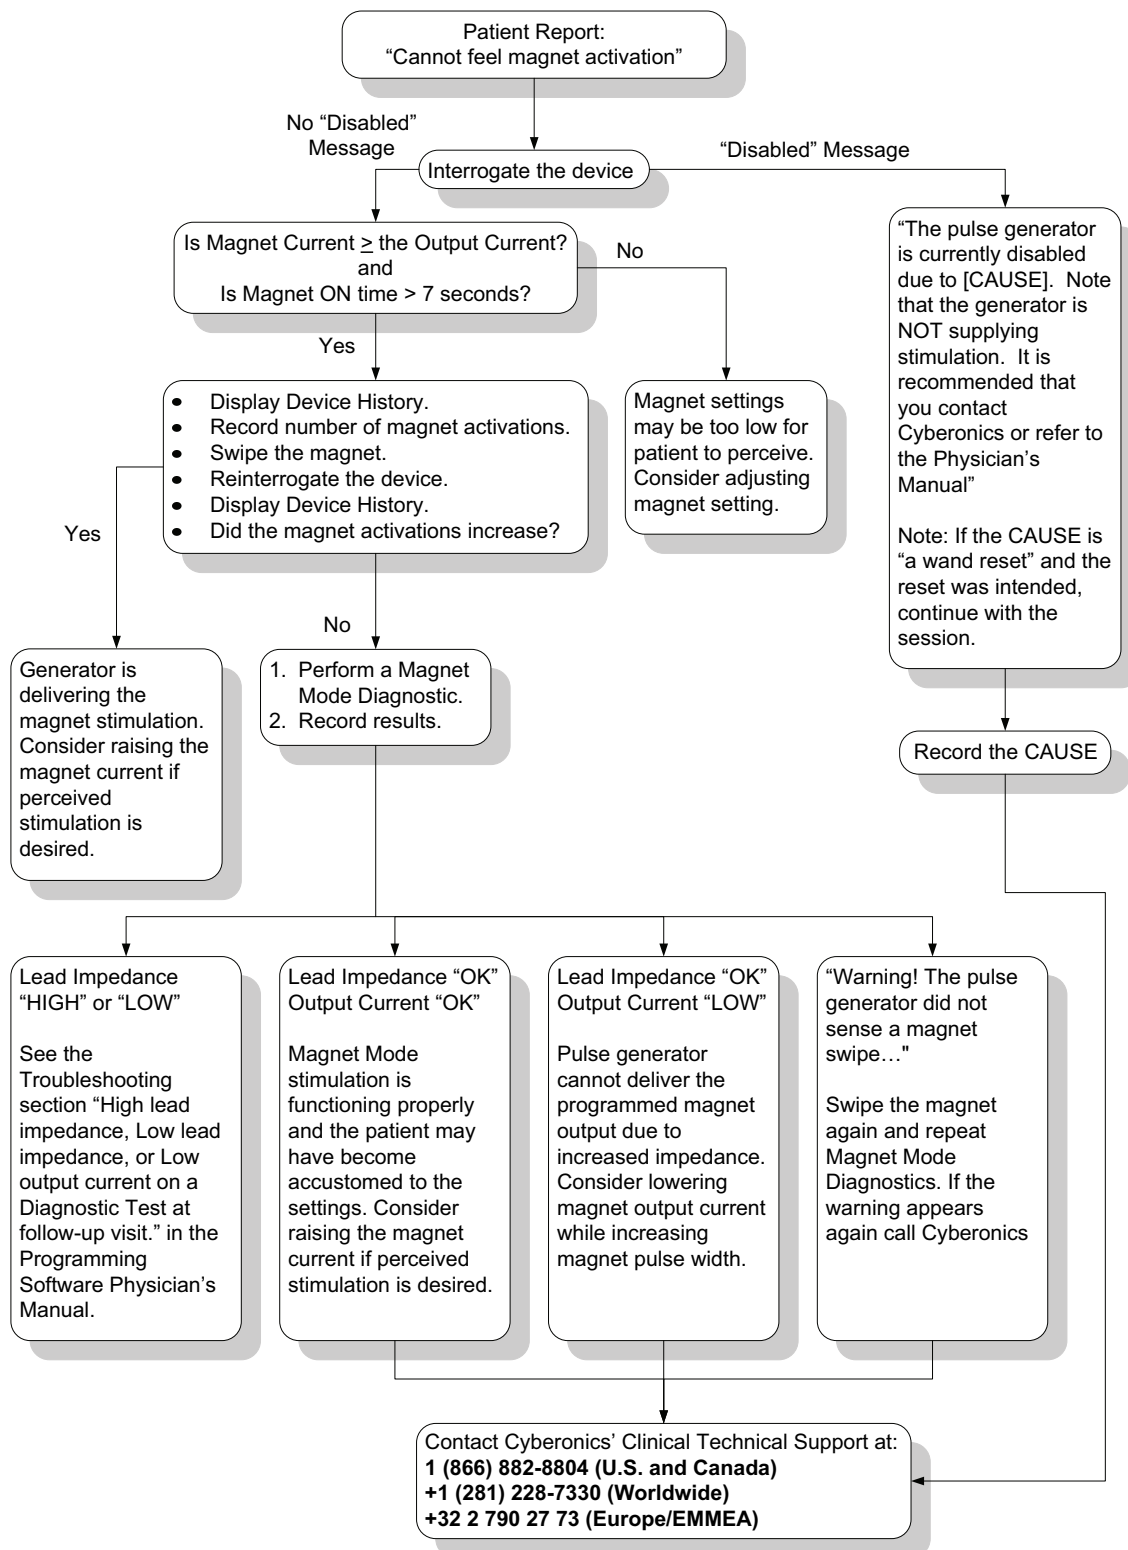 Patient Report:
“Cannot feel magnet activation”
No “Disabled”
Message
“Disabled” Message
Interrogate the device
Is Magnet Current ≥ the Output Current?
and
Is Magnet ON time > 7 seconds?
No
Yes
“The pulse generator
is currently disabled
due to [CAUSE].  Note
that the generator is
NOT supplying
stimulation.  It is
recommended that
you contact
Cyberonics or refer to
the Physician’s
Manual”
Note: If the CAUSE is
“a wand reset” and the
reset was intended,
continue with the
session.
• Display Device History.
• Record number of magnet activations.
• Swipe the magnet.
• Reinterrogate the device.
• Display Device History.
• Did the magnet activations increase?
Magnet settings
may be too low for
patient to perceive.
Consider adjusting
magnet setting.
Yes
No
Generator is
delivering the
magnet stimulation.
Consider raising the
magnet current if
perceived
stimulation is
desired.
1. Perform a Magnet
Mode Diagnostic.
2. Record results.
Record the CAUSE
Lead Impedance
“HIGH” or “LOW”
See the
Troubleshooting
section “High lead
impedance, Low lead
impedance, or Low
output current on a
Diagnostic Test at
follow-up visit.” in the
Programming
Software Physician’s
Manual.
Lead Impedance “OK”
Output Current “OK”
Magnet Mode
stimulation is
functioning properly
and the patient may
have become
accustomed to the
settings. Consider
raising the magnet
current if perceived
stimulation is desired.
Lead Impedance “OK”
Output Current “LOW”
Pulse generator
cannot deliver the
programmed magnet
output due to
increased impedance.
Consider lowering
magnet output current
while increasing
magnet pulse width.
“Warning! The pulse
generator did not
sense a magnet
swipe…"
Swipe the magnet
again and repeat
Magnet Mode
Diagnostics. If the
warning appears
again call Cyberonics
Contact Cyberonics’ Clinical Technical Support at:
1 (866) 882-8804 (U.S. and Canada)
+1 (281) 228-7330 (Worldwide)
+32 2 790 27 73 (Europe/EMMEA)